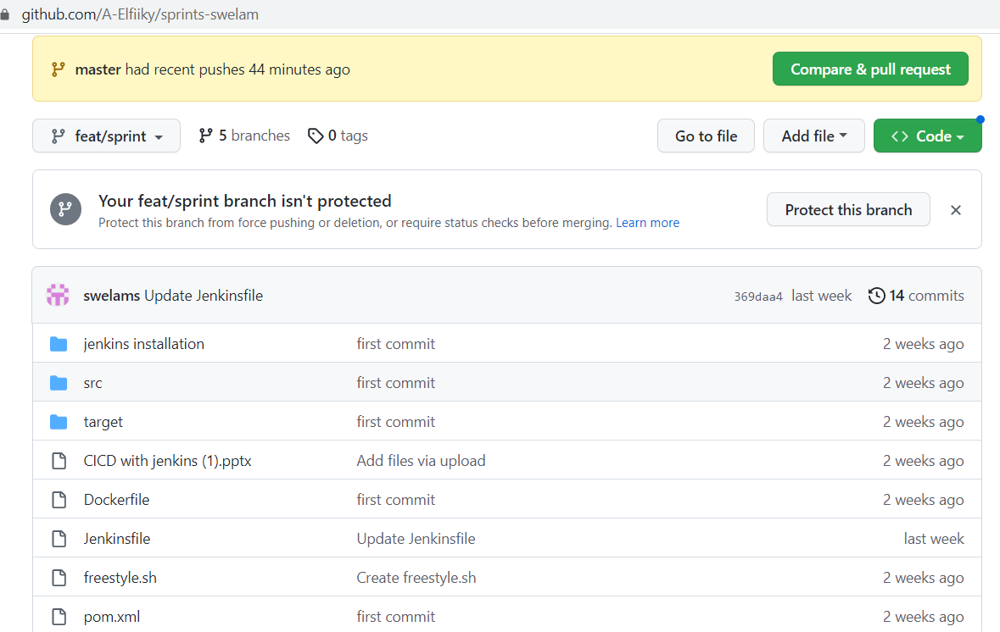 github.com/A-Elfiiky/sprints-swelam
master had recent pushes 44 minutes ago Compare & pull request
feat/sprint 5 branches 0 tags Go to file Add file <> Code
Your feat/sprint branch isn't protected
Protect this branch from force pushing or deletion, or require status checks before merging. Learn more Protect this branch
swelams Update Jenkinsfile 369daa4 last week 14 commits
jenkins installation first commit 2 weeks ago
src first commit 2 weeks ago
target first commit 2 weeks ago
CICD with jenkins (1).pptx Add files via upload 2 weeks ago
Dockerfile first commit 2 weeks ago
Jenkinsfile Update Jenkinsfile last week
freestyle.sh Create freestyle.sh 2 weeks ago
pom.xml first commit 2 weeks ago